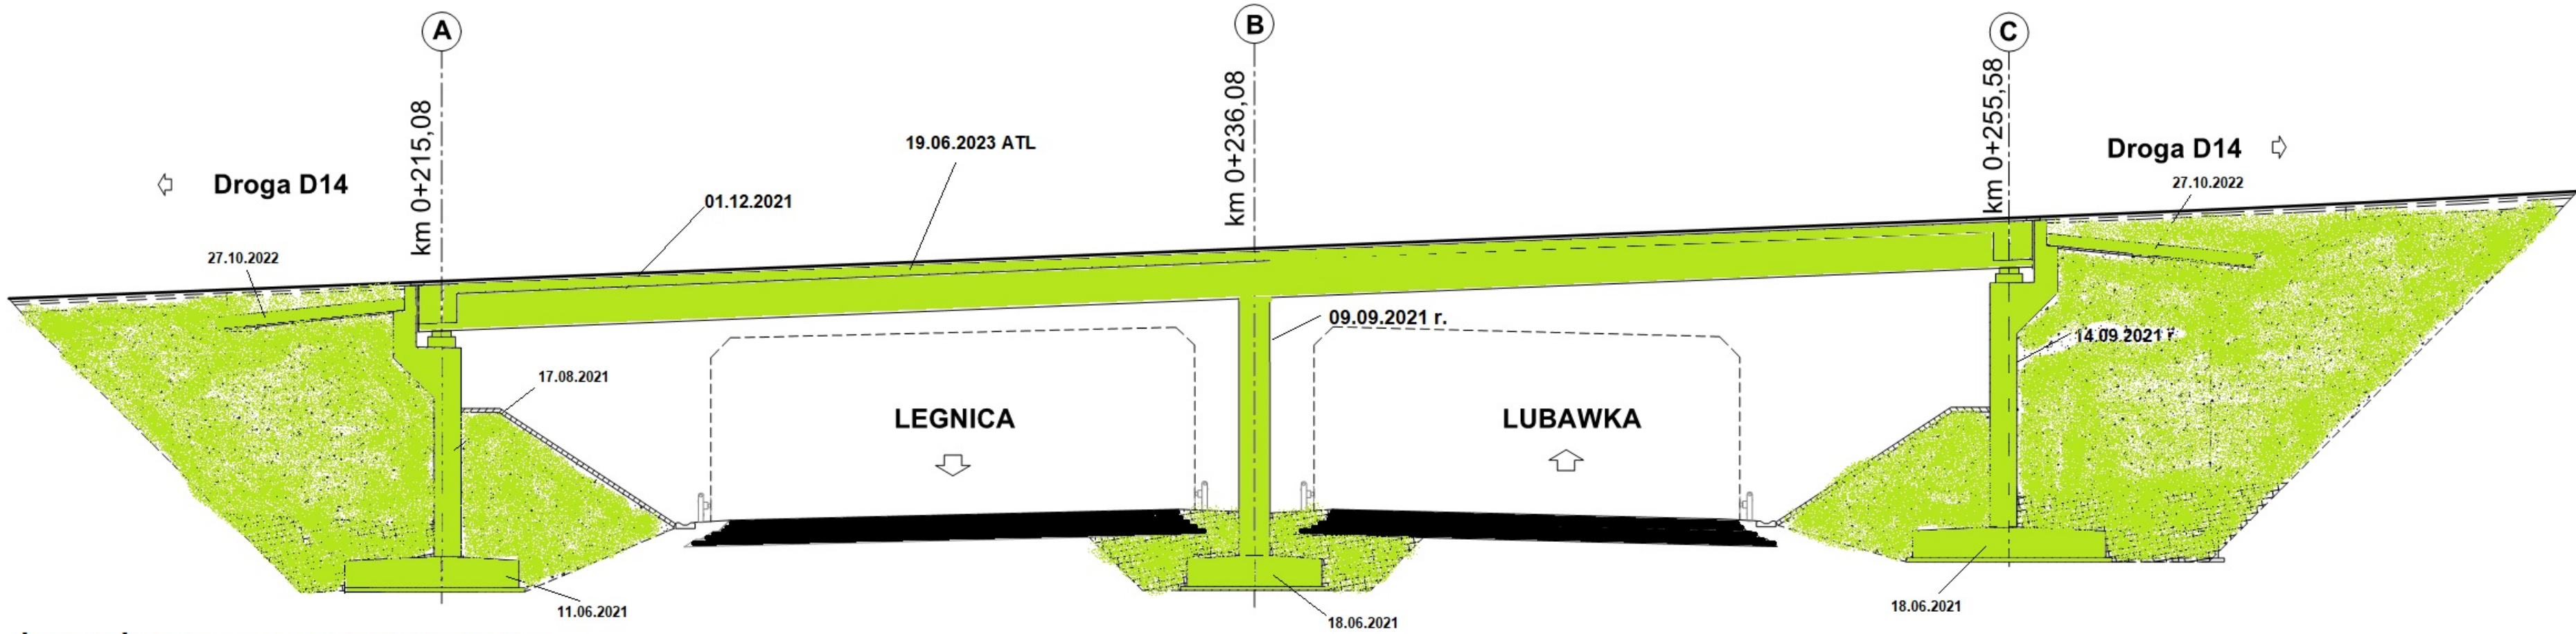 A
B
C
km 0+215,08
km 0+236,08
km 0+255,58
19.06.2023 ATL
Droga D14
Droga D14
27.10.2022
01.12.2021
27.10.2022
09.09.2021 r.
14.09.2021 r.
17.08.2021
LEGNICA
LUBAWKA
11.06.2021
18.06.2021
18.06.2021